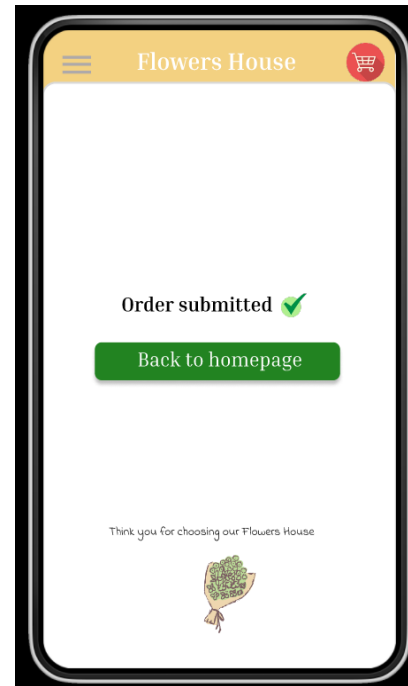 Flowers House
Order submitted
Back to homepage
Think you for choosing our Flowers House